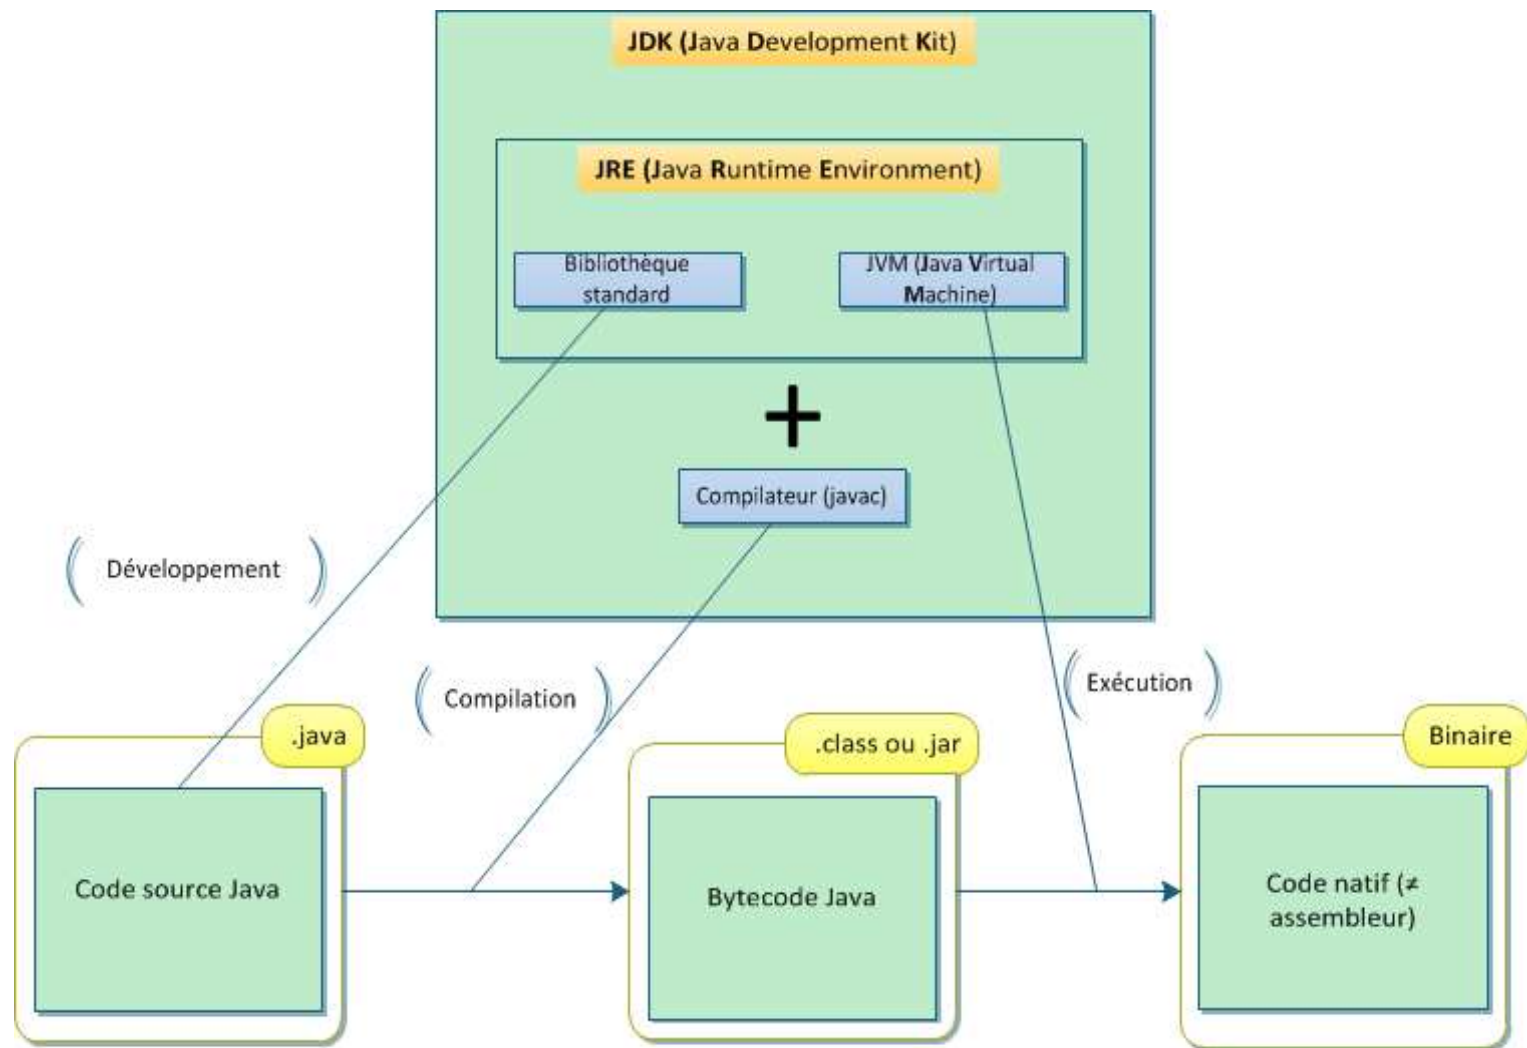 JDK (Java Development Kit)
JRE (Java Runtime Environment)
Bibliothèque
standard
JVM (Java Virtual
Machine)
+
Compilateur (javac)
( Développement )
( Compilation )
( Exécution )
.java
Code source Java
.class ou .jar
Bytecode Java
Binaire
Code natif (≠
assembleur)